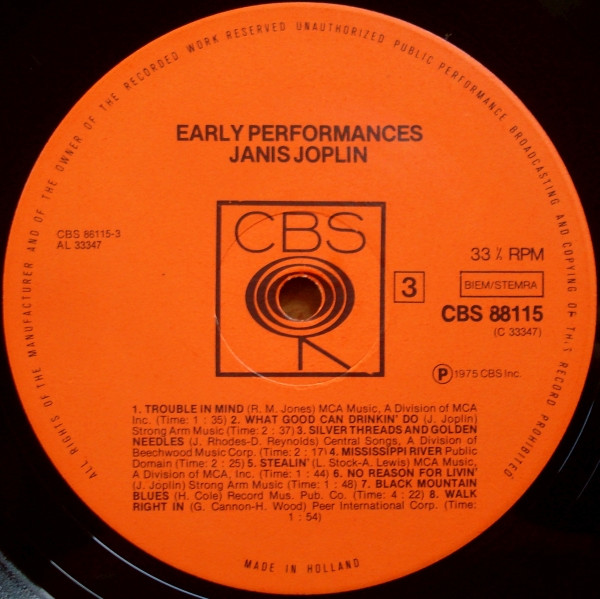 ALL RIGHTS OF THE MANUFACTURER AND OF THE OWNER OF THE RECORDED WORK RESERVED UNAUTHORIZED PUBLIC PERFORMANCE BROADCASTING AND COPYING OF THIS RECORD PROHIBITED
EARLY PERFORMANCES
JANIS JOPLIN
CBS 86115-3
AL 33347
CBS
33 ⅓ RPM
3
BIEM/STEMRA
CBS 88115
(C 33347)
Ⓟ 1975 CBS Inc.
1. TROUBLE IN MIND (R. M. Jones) MCA Music, A Division of MCA
Inc. (Time: 1 : 35) 2. WHAT GOOD CAN DRINKIN' DO (J. Joplin)
Strong Arm Music (Time: 2 : 37) 3. SILVER THREADS AND GOLDEN
NEEDLES (J. Rhodes-D. Reynolds) Central Songs, A Division of
Beechwood Music Corp. (Time: 2 : 17) 4. MISSISSIPPI RIVER Public
Domain (Time: 2 : 25) 5. STEALIN' (L. Stock-A. Lewis) MCA Music,
A Division of MCA Inc. (Time: 1 : 44) 6. NO REASON FOR LIVIN'
(J. Joplin) Strong Arm Music (Time: 1 : 48) 7. BLACK MOUNTAIN
BLUES (H. Cole) Record Mus. Pub. Co. (Time: 4 : 22) 8. WALK
RIGHT IN (G. Cannon-H. Wood) Peer International Corp. (Time:
1 : 54)
MADE IN HOLLAND